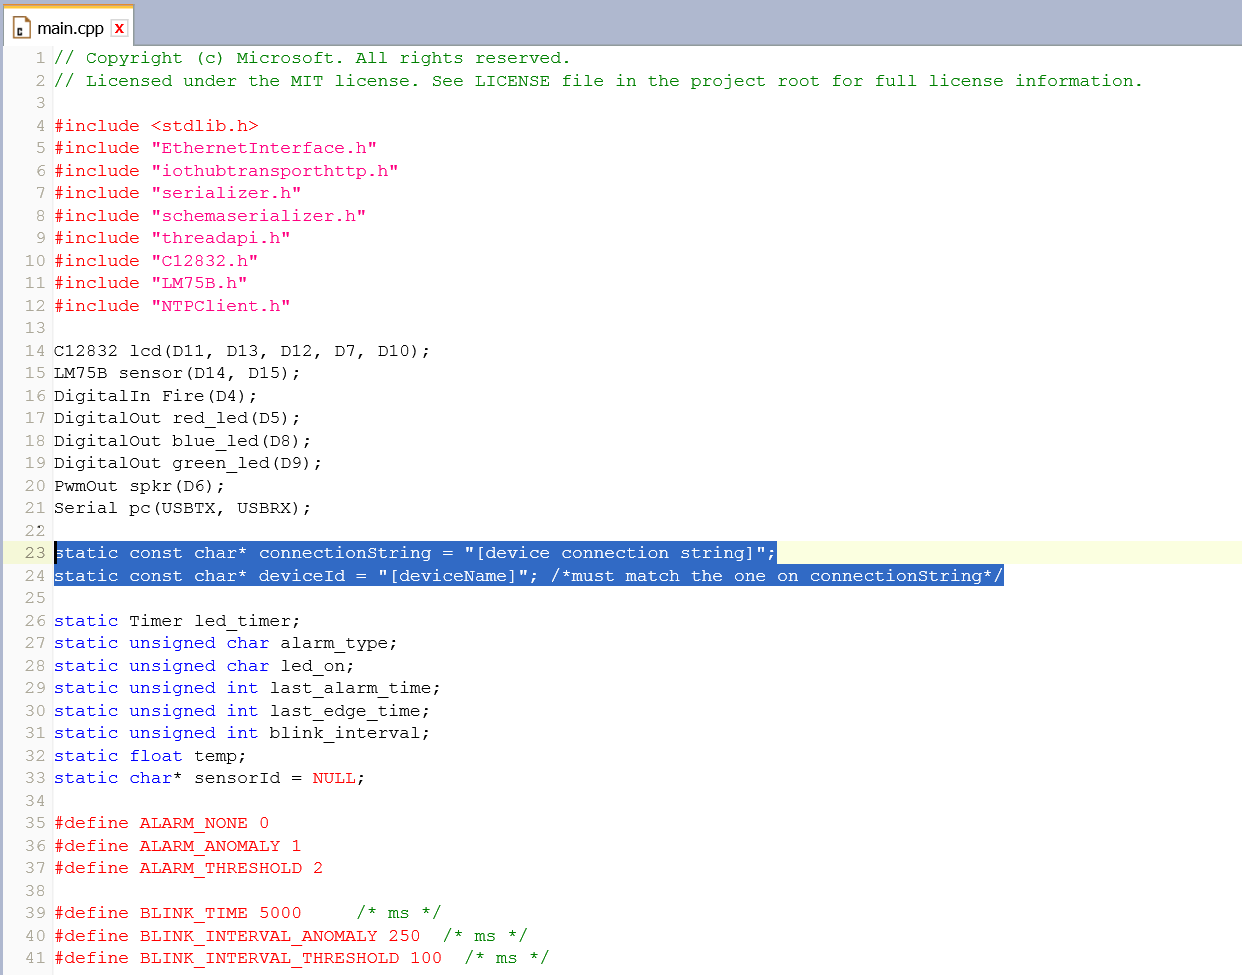 main.cpp x
1 // Copyright (c) Microsoft. All rights reserved.
2 // Licensed under the MIT license. See LICENSE file in the project root for full license information.
3
4 #include <stdlib.h>
5 #include "EthernetInterface.h"
6 #include "iothubtransporthttp.h"
7 #include "serializer.h"
8 #include "schemaserializer.h"
9 #include "threadapi.h"
10 #include "C12832.h"
11 #include "LM75B.h"
12 #include "NTPClient.h"
13
14 C12832 lcd(D11, D13, D12, D7, D10);
15 LM75B sensor(D14, D15);
16 DigitalIn Fire(D4);
17 DigitalOut red_led(D5);
18 DigitalOut blue_led(D8);
19 DigitalOut green_led(D9);
20 PwmOut spkr(D6);
21 Serial pc(USBTX, USBRX);
22
23 static const char* connectionString = "[device connection string]";
24 static const char* deviceId = "[deviceName]"; /*must match the one on connectionString*/
25
26 static Timer led_timer;
27 static unsigned char alarm_type;
28 static unsigned char led_on;
29 static unsigned int last_alarm_time;
30 static unsigned int last_edge_time;
31 static unsigned int blink_interval;
32 static float temp;
33 static char* sensorId = NULL;
34
35 #define ALARM_NONE 0
36 #define ALARM_ANOMALY 1
37 #define ALARM_THRESHOLD 2
38
39 #define BLINK_TIME 5000     /* ms */
40 #define BLINK_INTERVAL_ANOMALY 250  /* ms */
41 #define BLINK_INTERVAL_THRESHOLD 100  /* ms */